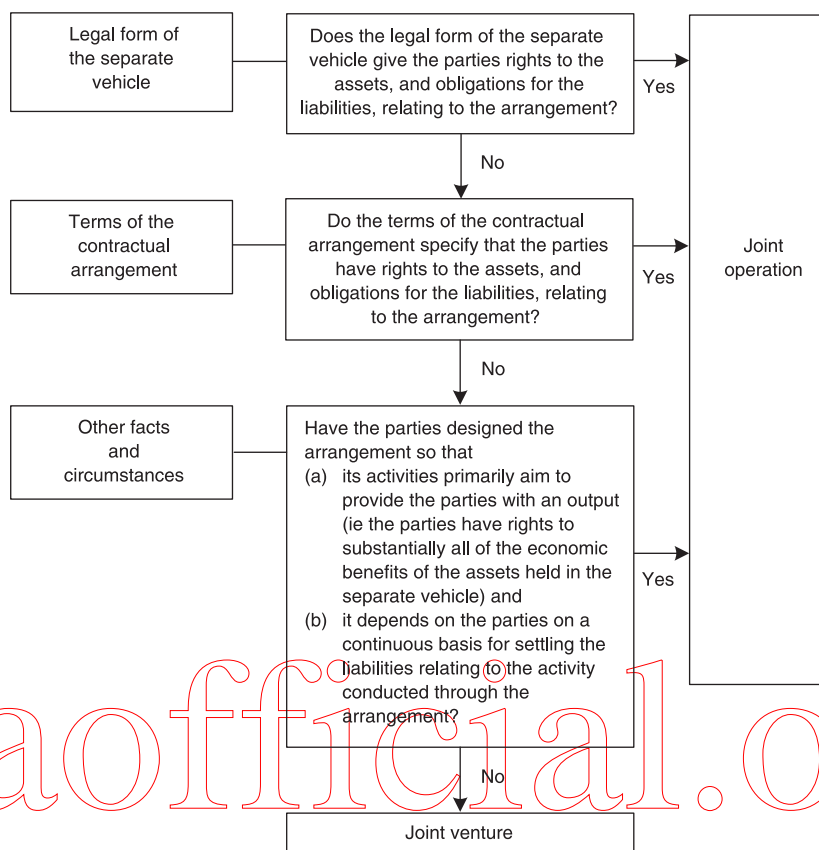 Legal form of
the separate
vehicle
Does the legal form of the separate
vehicle give the parties rights to the
assets, and obligations for the
liabilities, relating to the arrangement?
Yes
No
Terms of the
contractual
arrangement
Do the terms of the contractual
arrangement specify that the parties
have rights to the assets, and
obligations for the liabilities, relating
to the arrangement?
Yes
Joint
operation
No
Other facts
and
circumstances
Have the parties designed the
arrangement so that
(a) its activities primarily aim to
provide the parties with an output
(ie the parties have rights to
substantially all of the economic
benefits of the assets held in the
separate vehicle) and
(b) it depends on the parties on a
continuous basis for settling the
liabilities relating to the activity
conducted through the
arrangement?
Yes
No
Joint venture
aofficial.o